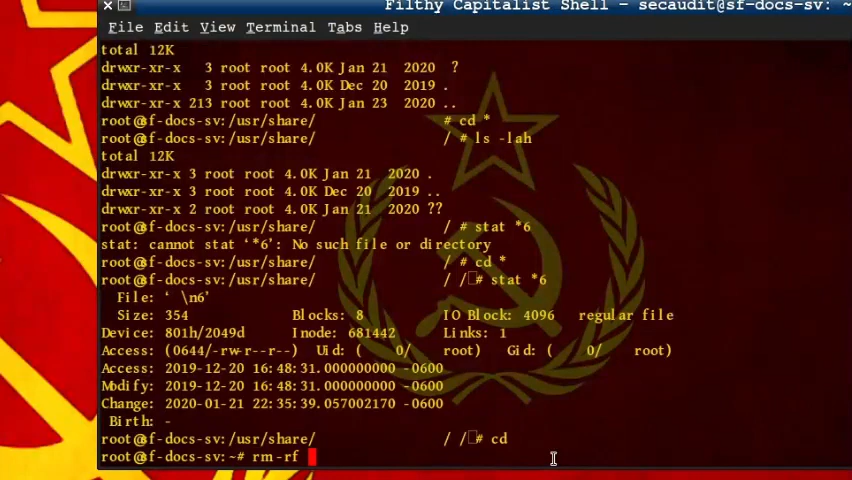 Filthy Capitalist Shell – secaudit@sf-docs-sv: ~
File Edit View Terminal Tabs Help
total 12K
drwxr-xr-x   3 root root 4.0K Jan 21  2020 ?
drwxr-xr-x   3 root root 4.0K Dec 20  2019 .
drwxr-xr-x 213 root root 4.0K Jan 23  2020 ..
root@sf-docs-sv:/usr/share/                # cd *
root@sf-docs-sv:/usr/share/                / # ls -lah
total 12K
drwxr-xr-x 3 root root 4.0K Jan 21  2020 .
drwxr-xr-x 3 root root 4.0K Dec 20  2019 ..
drwxr-xr-x 2 root root 4.0K Jan 21  2020 ??
root@sf-docs-sv:/usr/share/                / # stat *6
stat: cannot stat ‘*6’: No such file or directory
root@sf-docs-sv:/usr/share/                / # cd *
root@sf-docs-sv:/usr/share/                / / # stat *6
  File: ‘ \n6’
  Size: 354             Blocks: 8          IO Block: 4096   regular file
Device: 801h/2049d      Inode: 681442      Links: 1
Access: (0644/-rw-r--r--)  Uid: (    0/    root)   Gid: (    0/    root)
Access: 2019-12-20 16:48:31.000000000 -0600
Modify: 2019-12-20 16:48:31.000000000 -0600
Change: 2020-01-21 22:35:39.057002170 -0600
 Birth: -
root@sf-docs-sv:/usr/share/                / / # cd
root@sf-docs-sv:~# rm -rf